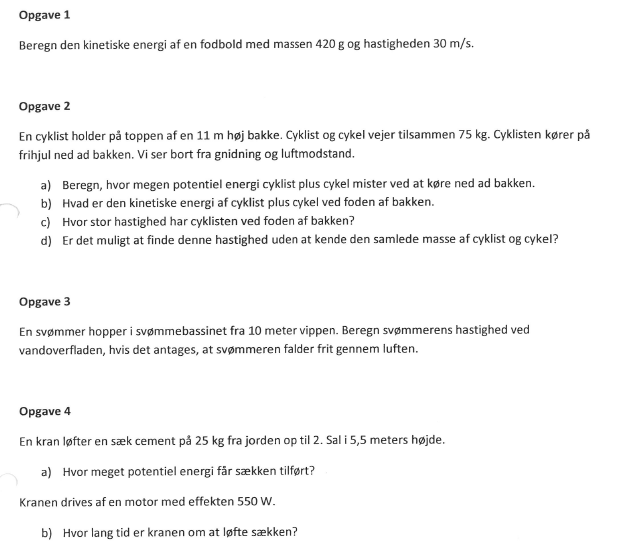 Opgave 1
Beregn den kinetiske energi af en fodbold med massen 420 g og hastigheden 30 m/s.
Opgave 2
En cyklist holder på toppen af en 11 m høj bakke. Cyklist og cykel vejer tilsammen 75 kg. Cyklisten kører på
frihjul ned ad bakken. Vi ser bort fra gnidning og luftmodstand.
a) Beregn, hvor megen potentiel energi cyklist plus cykel mister ved at køre ned ad bakken.
b) Hvad er den kinetiske energi af cyklist plus cykel ved foden af bakken.
c) Hvor stor hastighed har cyklisten ved foden af bakken?
d) Er det muligt at finde denne hastighed uden at kende den samlede masse af cyklist og cykel?
Opgave 3
En svømmer hopper i svømmebassinet fra 10 meter vippen. Beregn svømmerens hastighed ved
vandoverfladen, hvis det antages, at svømmeren falder frit gennem luften.
Opgave 4
En kran løfter en sæk cement på 25 kg fra jorden op til 2. Sal i 5,5 meters højde.
a) Hvor meget potentiel energi får sækken tilført?
Kranen drives af en motor med effekten 550 W.
b) Hvor lang tid er kranen om at løfte sækken?